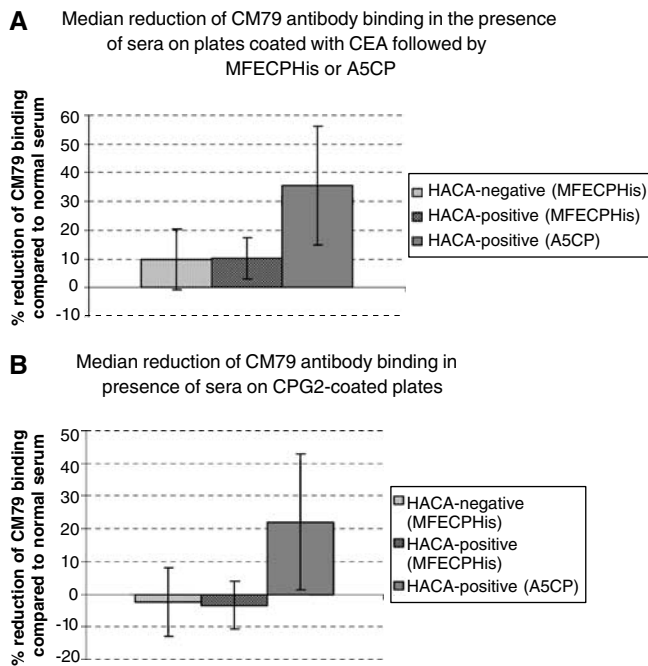 A
Median reduction of CM79 antibody binding in the presence
of sera on plates coated with CEA followed by
MFECPHis or A5CP
% reduction of CM79 binding
compared to normal serum
60
50
40
30
20
10
0
-10
HACA-negative (MFECPHis)
HACA-positive (MFECPHis)
HACA-positive (A5CP)
B
Median reduction of CM79 antibody binding in
presence of sera on CPG2-coated plates
% reduction of CM79 binding
compared to normal serum
50
40
30
20
10
0
-10
-20
HACA-negative
(MFECPHis)
HACA-positive
(MFECPHis)
HACA-positive (A5CP)